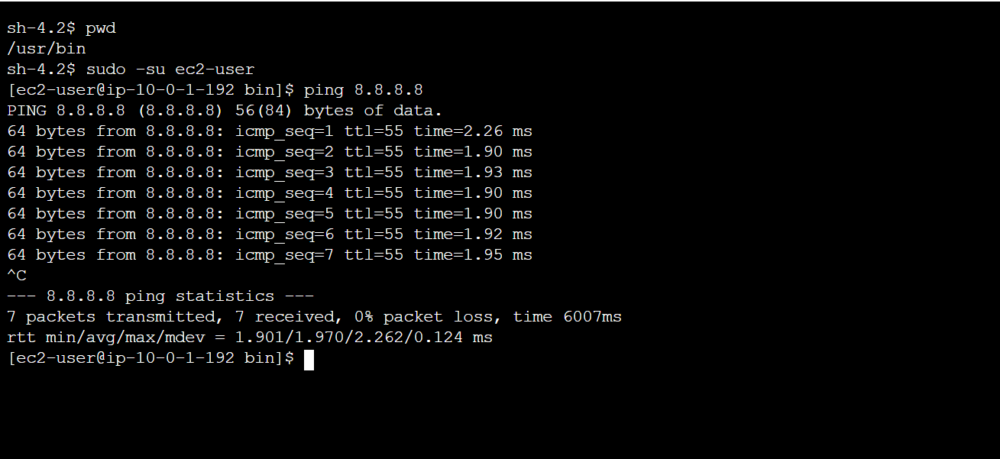 sh-4.2$ pwd
/usr/bin
sh-4.2$ sudo -su ec2-user
[ec2-user@ip-10-0-1-192 bin]$ ping 8.8.8.8
PING 8.8.8.8 (8.8.8.8) 56(84) bytes of data.
64 bytes from 8.8.8.8: icmp_seq=1 ttl=55 time=2.26 ms
64 bytes from 8.8.8.8: icmp_seq=2 ttl=55 time=1.90 ms
64 bytes from 8.8.8.8: icmp_seq=3 ttl=55 time=1.93 ms
64 bytes from 8.8.8.8: icmp_seq=4 ttl=55 time=1.90 ms
64 bytes from 8.8.8.8: icmp_seq=5 ttl=55 time=1.90 ms
64 bytes from 8.8.8.8: icmp_seq=6 ttl=55 time=1.92 ms
64 bytes from 8.8.8.8: icmp_seq=7 ttl=55 time=1.95 ms
^C
--- 8.8.8.8 ping statistics ---
7 packets transmitted, 7 received, 0% packet loss, time 6007ms
rtt min/avg/max/mdev = 1.901/1.970/2.262/0.124 ms
[ec2-user@ip-10-0-1-192 bin]$